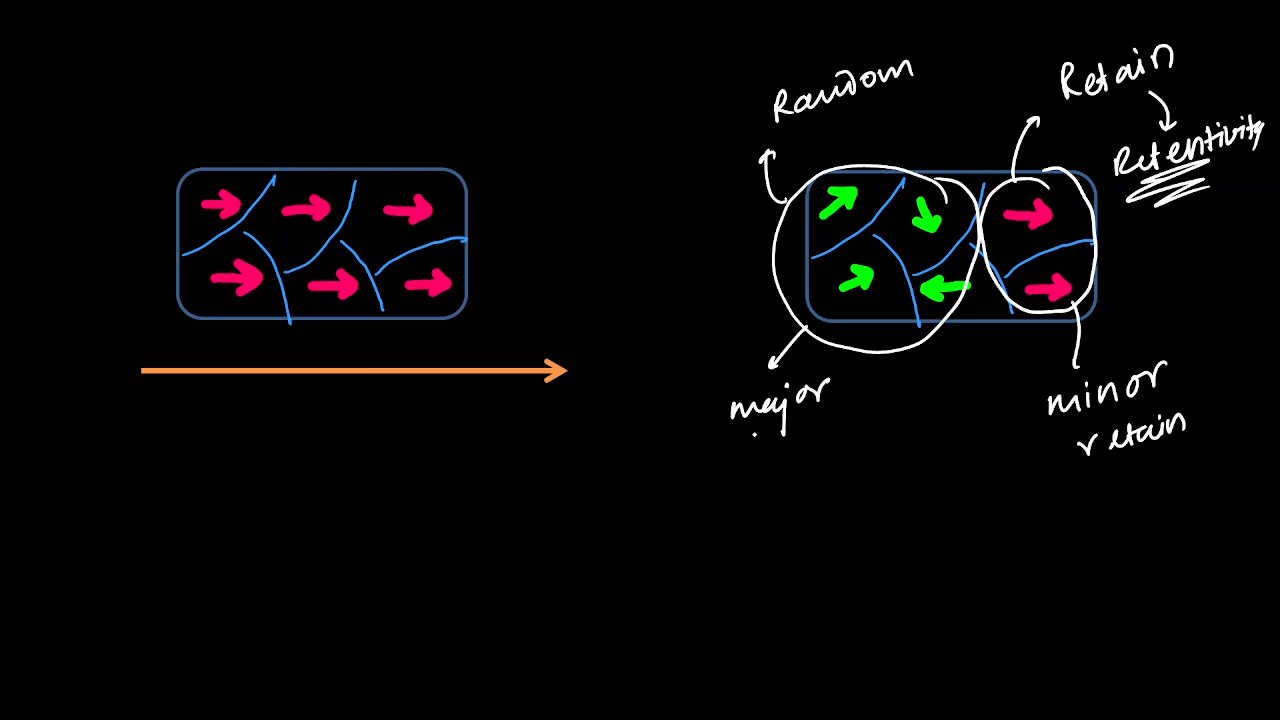 Random
Retain
Retentivity
major
minor
retain